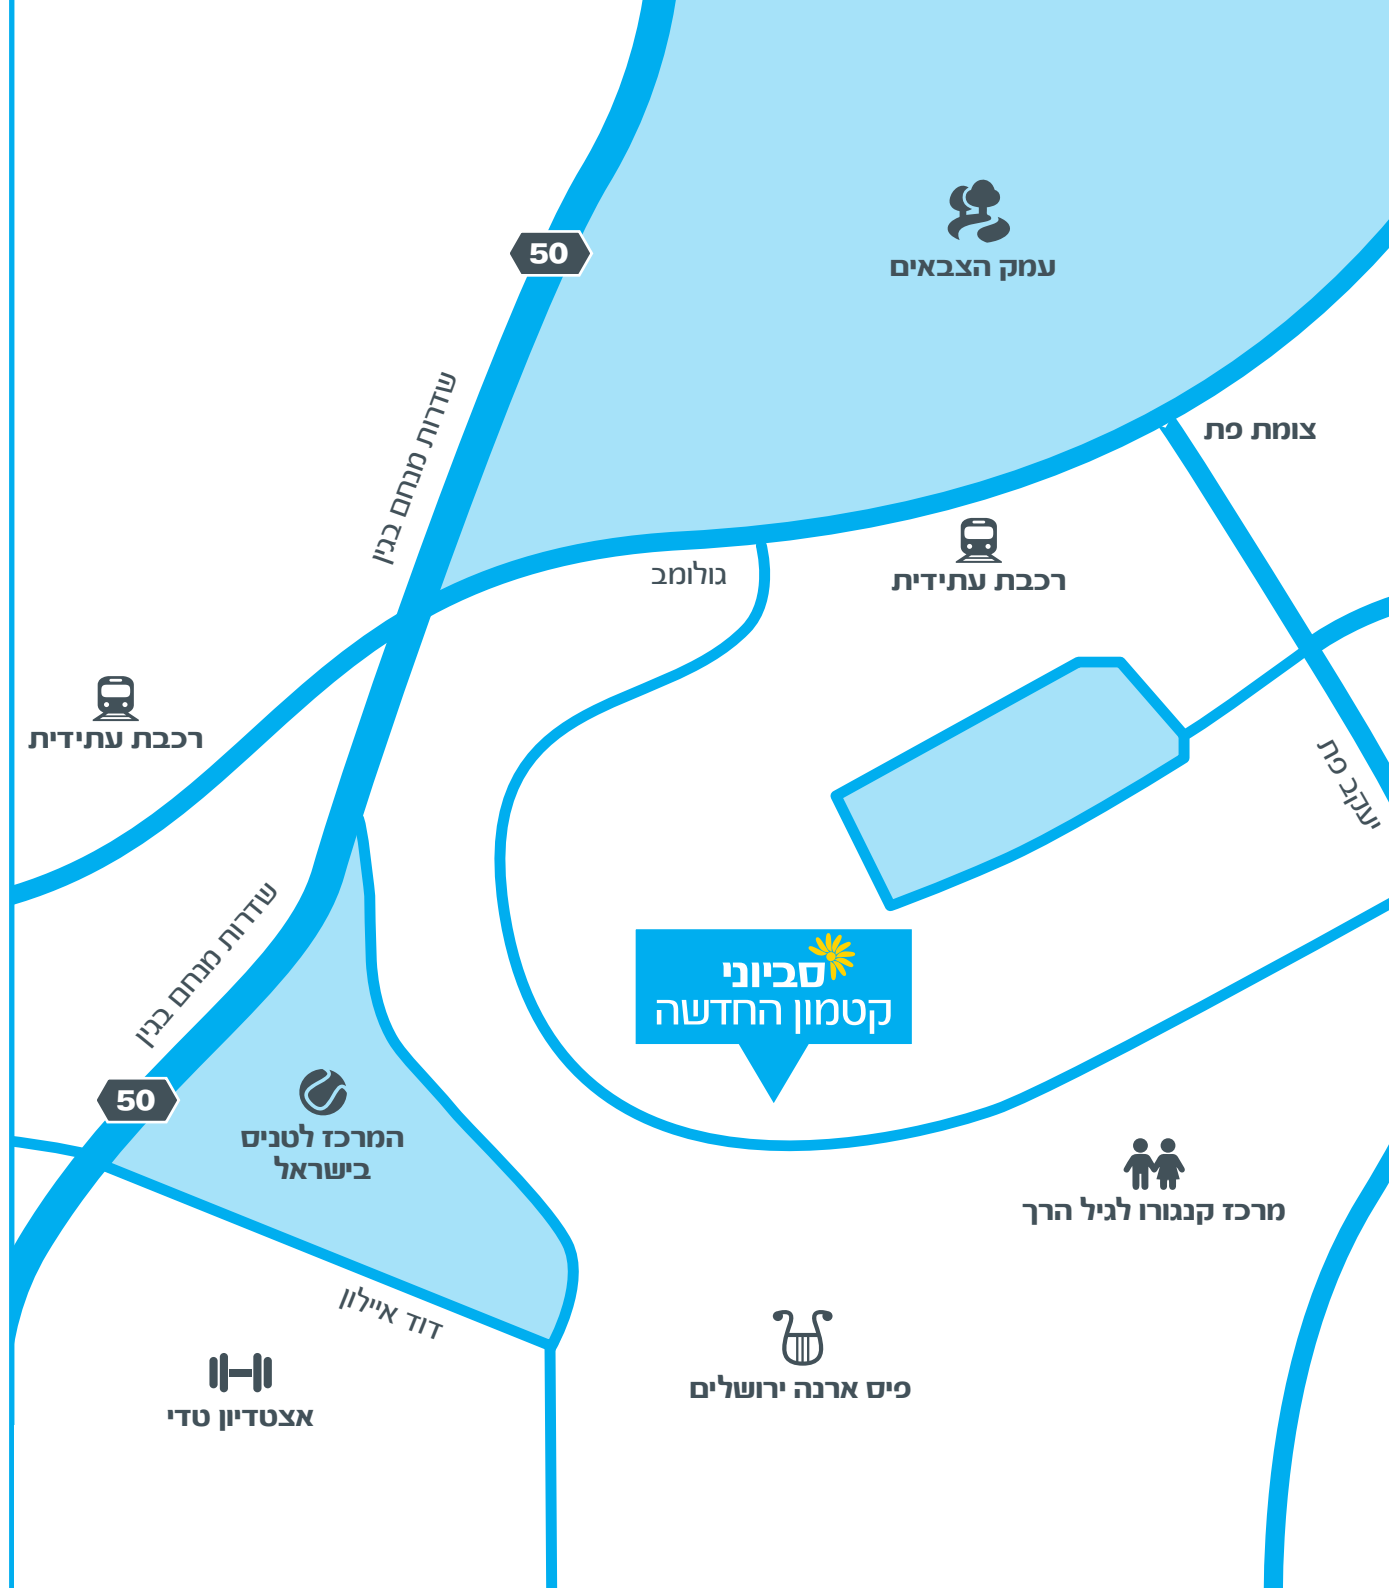 50
עמק הצבאים
שדרות מנחם בגין
צומת פת
גולומב
רכבת עתידית
רכבת עתידית
יעקב פת
שדרות מנחם בגין
סביוני
קטמון החדשה
50
המרכז לטניס
בישראל
מרכז קנגורו לגיל הרך
דוד איילון
פיס ארנה ירושלים
אצטדיון טדי